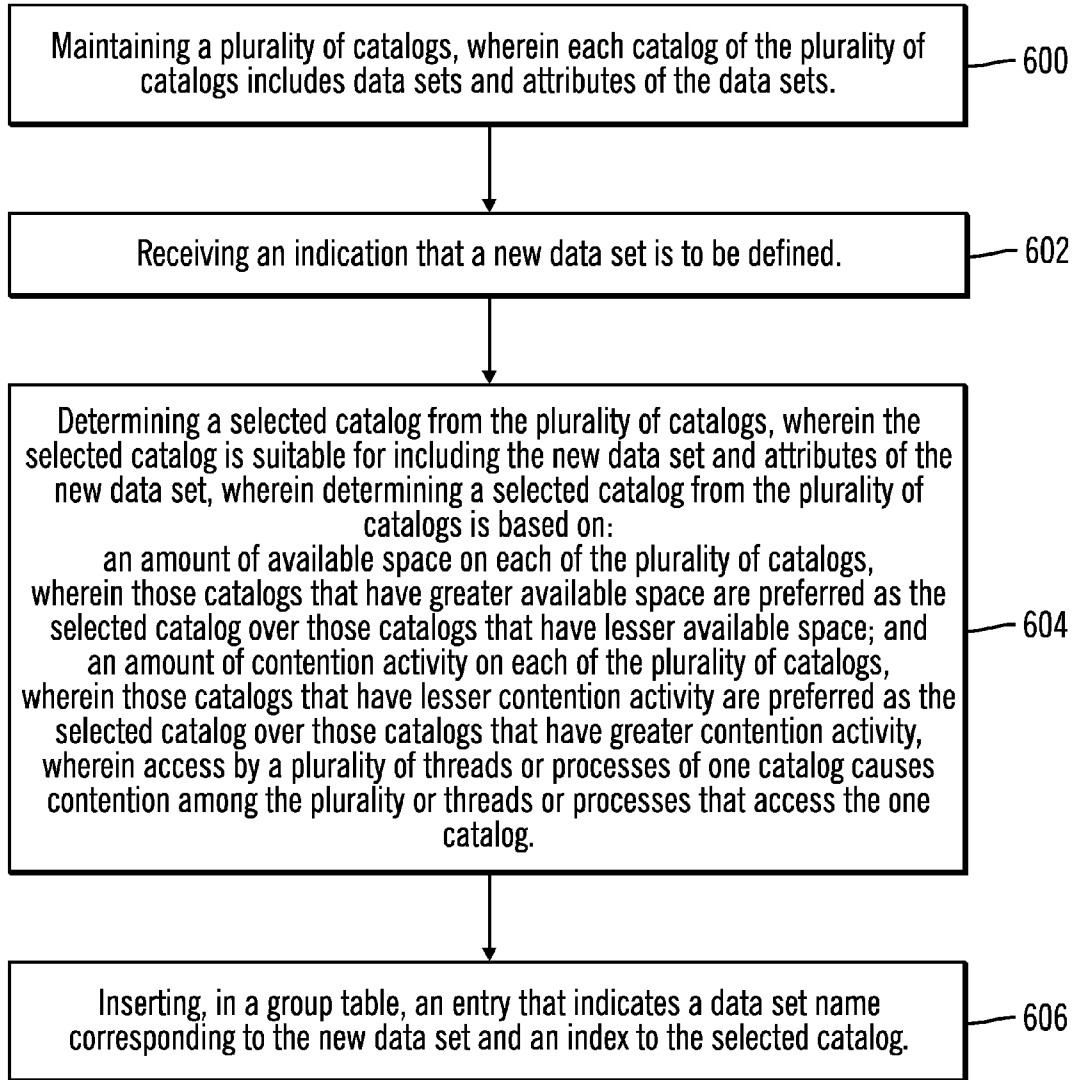 Maintaining a plurality of catalogs, wherein each catalog of the plurality of
catalogs includes data sets and attributes of the data sets.
600
Receiving an indication that a new data set is to be defined.
602
Determining a selected catalog from the plurality of catalogs, wherein the
selected catalog is suitable for including the new data set and attributes of the
new data set, wherein determining a selected catalog from the plurality of
catalogs is based on:
an amount of available space on each of the plurality of catalogs,
wherein those catalogs that have greater available space are preferred as the
selected catalog over those catalogs that have lesser available space; and
an amount of contention activity on each of the plurality of catalogs,
wherein those catalogs that have lesser contention activity are preferred as the
selected catalog over those catalogs that have greater contention activity,
wherein access by a plurality of threads or processes of one catalog causes
contention among the plurality or threads or processes that access the one
catalog.
604
Inserting, in a group table, an entry that indicates a data set name
corresponding to the new data set and an index to the selected catalog.
606